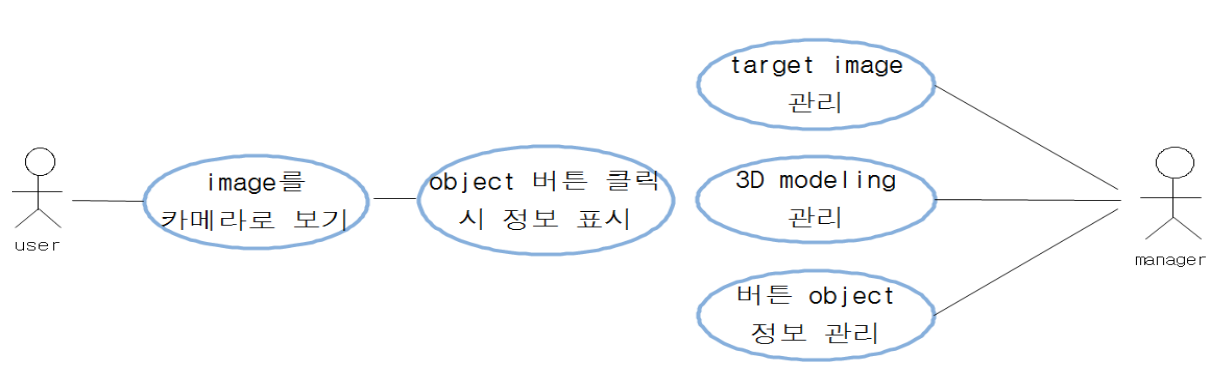 user
image를
카메라로 보기
object 버튼 클릭
시 정보 표시
target image
관리
3D modeling
관리
버튼 object
정보 관리
manager